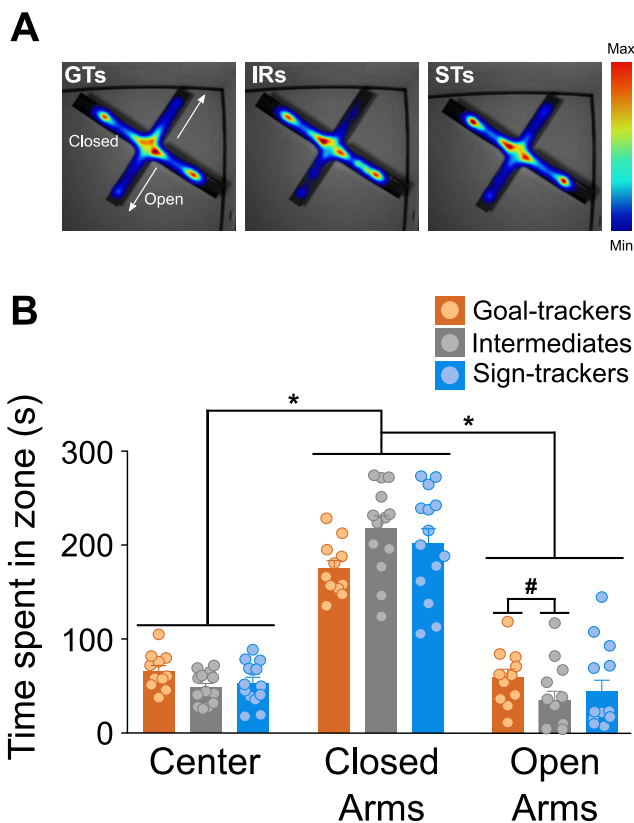 A
GTs
IRs
STs
Closed
Open
Max
Min
B
Goal-trackers
Intermediates
Sign-trackers
Time spent in zone (s)
300
200
100
0
*
*
#
Center
Closed
Arms
Open
Arms